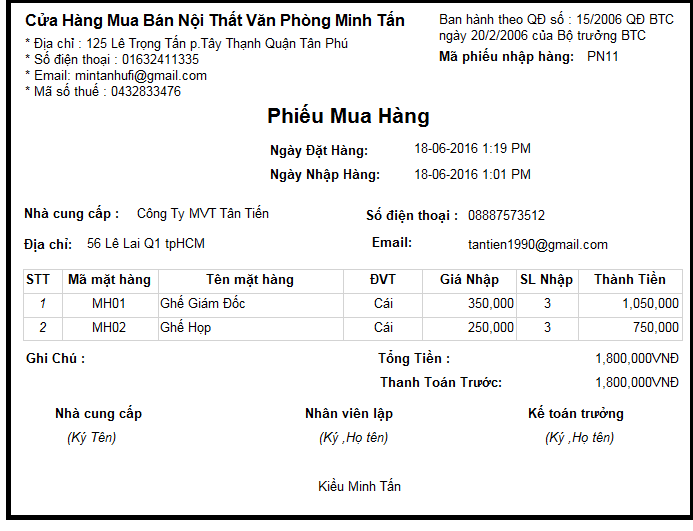 Cửa Hàng Mua Bán Nội Thất Văn Phòng Minh Tấn
* Địa chỉ : 125 Lê Trọng Tấn p.Tây Thạnh Quận Tân Phú
* Số điện thoại : 01632411335
* Email: mintanhufi@gmail.com
* Mã số thuế : 0432833476
Ban hành theo QĐ số : 15/2006 QĐ BTC
ngày 20/2/2006 của Bộ trưởng BTC
Mã phiếu nhập hàng: PN11
Phiếu Mua Hàng
Ngày Đặt Hàng: 18-06-2016 1:19 PM
Ngày Nhập Hàng: 18-06-2016 1:01 PM
Nhà cung cấp : Công Ty MVT Tân Tiến Số điện thoại : 08887573512
Địa chỉ: 56 Lê Lai Q1 tpHCM Email: tantien1990@gmail.com
STT Mã mặt hàng Tên mặt hàng ĐVT Giá Nhập SL Nhập Thành Tiền
1 MH01 Ghế Giám Đốc Cái 350,000 3 1,050,000
2 MH02 Ghế Họp Cái 250,000 3 750,000
Ghi Chú : Tổng Tiền : 1,800,000VNĐ
Thanh Toán Trước: 1,800,000VNĐ
Nhà cung cấp Nhân viên lập Kế toán trưởng
(Ký Tên) (Ký ,Họ tên) (Ký ,Họ tên)
Kiều Minh Tấn